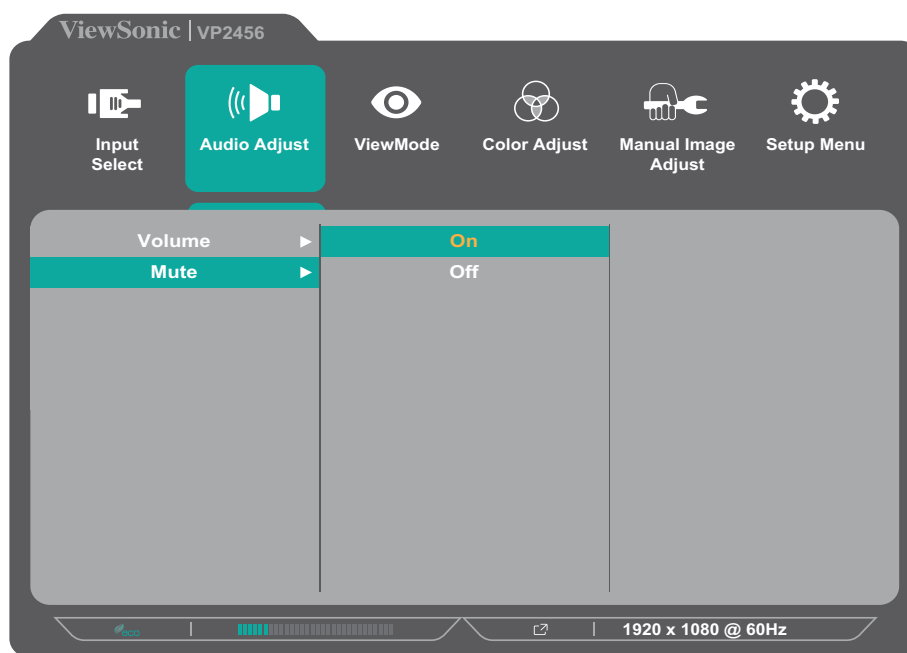 ViewSonic | VP2456
Input Select
Audio Adjust
ViewMode
Color Adjust
Manual Image Adjust
Setup Menu
Volume
On
Mute
Off
eco
1920 x 1080 @ 60Hz